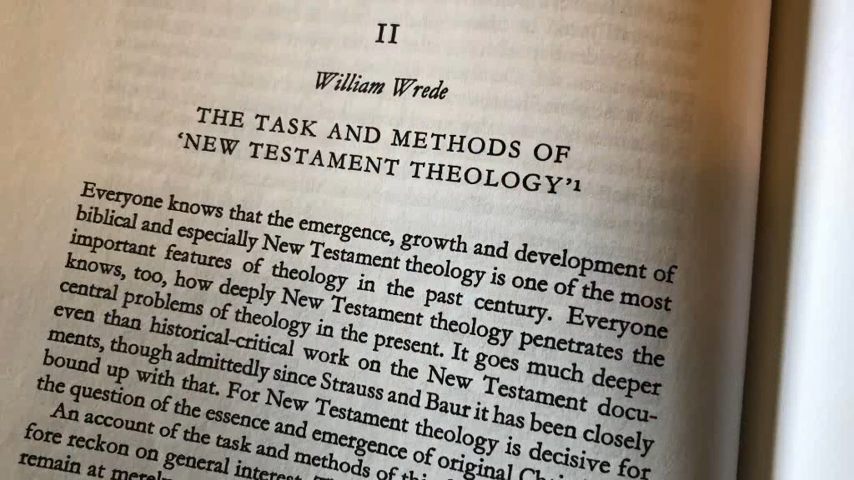 II
William Wrede
THE TASK AND METHODS OF
‘NEW TESTAMENT THEOLOGY’¹
Everyone knows that the emergence, growth and development of
biblical and especially New Testament theology is one of the most
important features of theology in the past century. Everyone
knows, too, how deeply New Testament theology penetrates the
central problems of theology in the present. It goes much deeper
even than historical-critical work on the New Testament docu-
ments, though admittedly since Strauss and Baur it has been closely
bound up with that. For New Testament theology is decisive for
the question of the essence and emergence of original
An account of the task and methods of
fore reckon on general
remain at